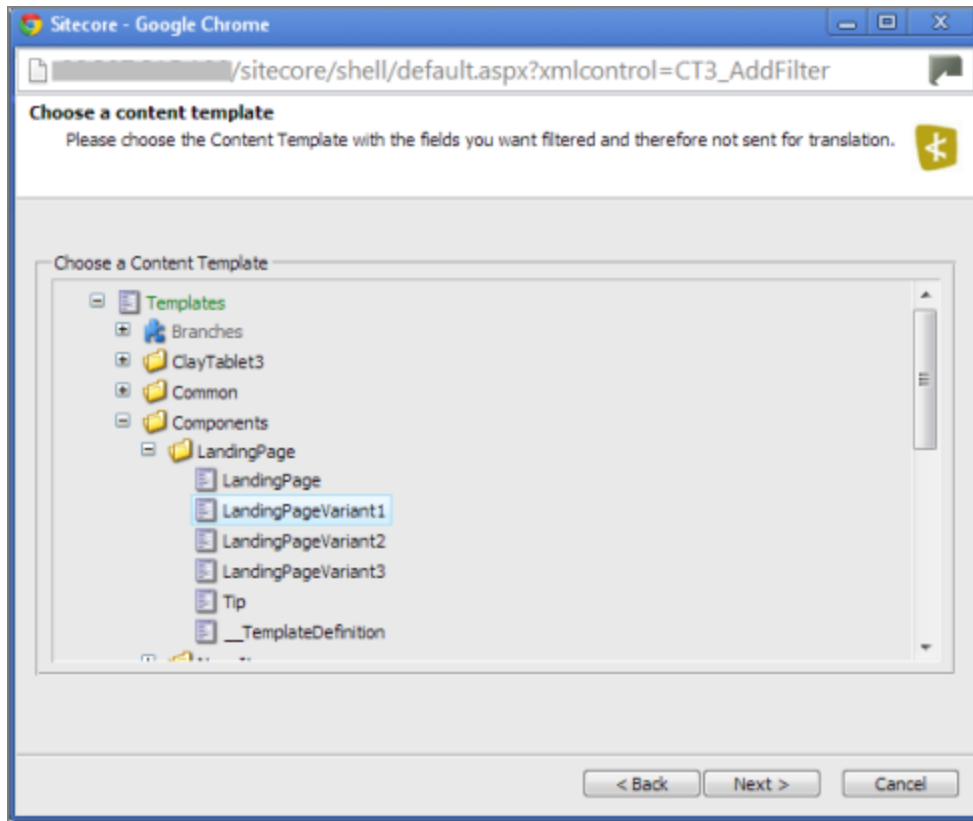 Sitecore - Google Chrome
/sitecore/shell/default.aspx?xmlcontrol=CT3_AddFilter
Choose a content template
Please choose the Content Template with the fields you want filtered and therefore not sent for translation.
Choose a Content Template
Templates
Branches
ClayTablet3
Common
Components
LandingPage
LandingPage
LandingPageVariant1
LandingPageVariant2
LandingPageVariant3
Tip
__TemplateDefinition
< Back Next > Cancel